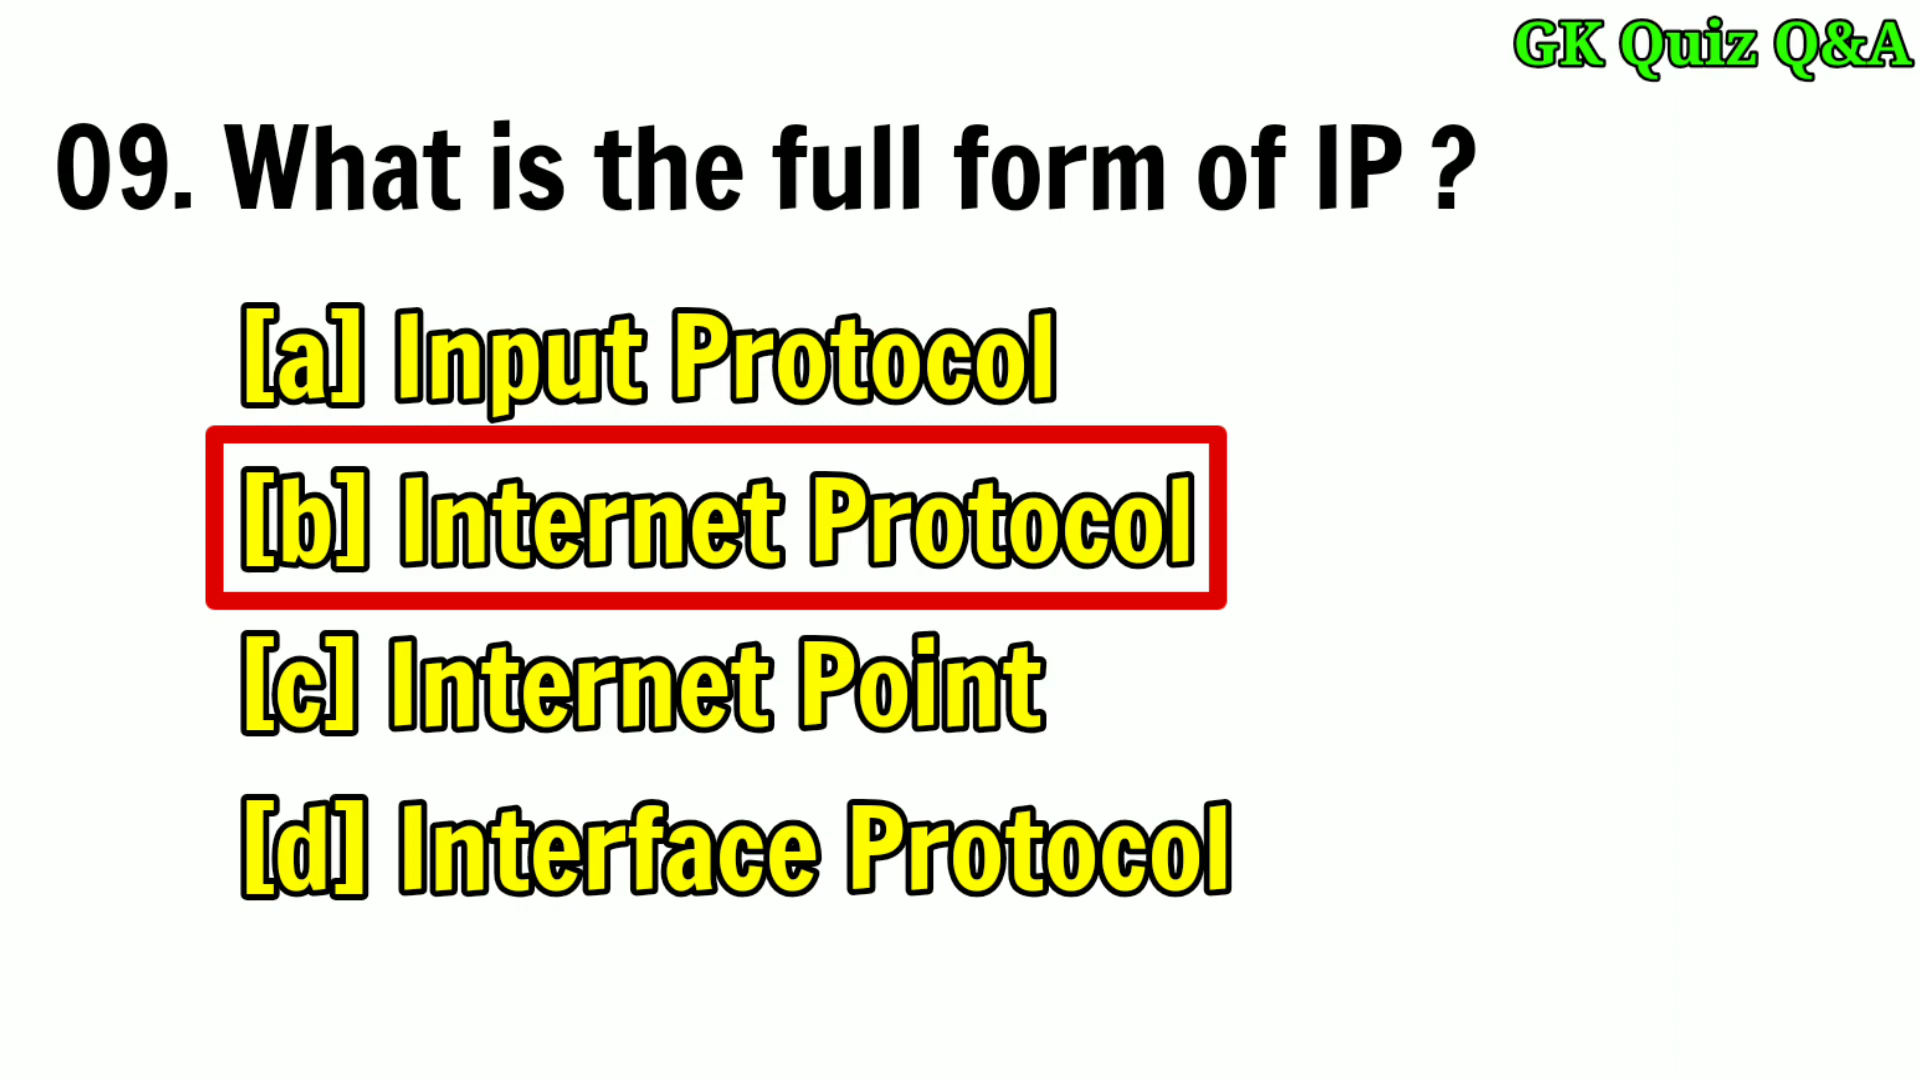 GK Quiz Q&A
09. What is the full form of IP ?
[a] Input Protocol
[b] Internet Protocol
[c] Internet Point
[d] Interface Protocol